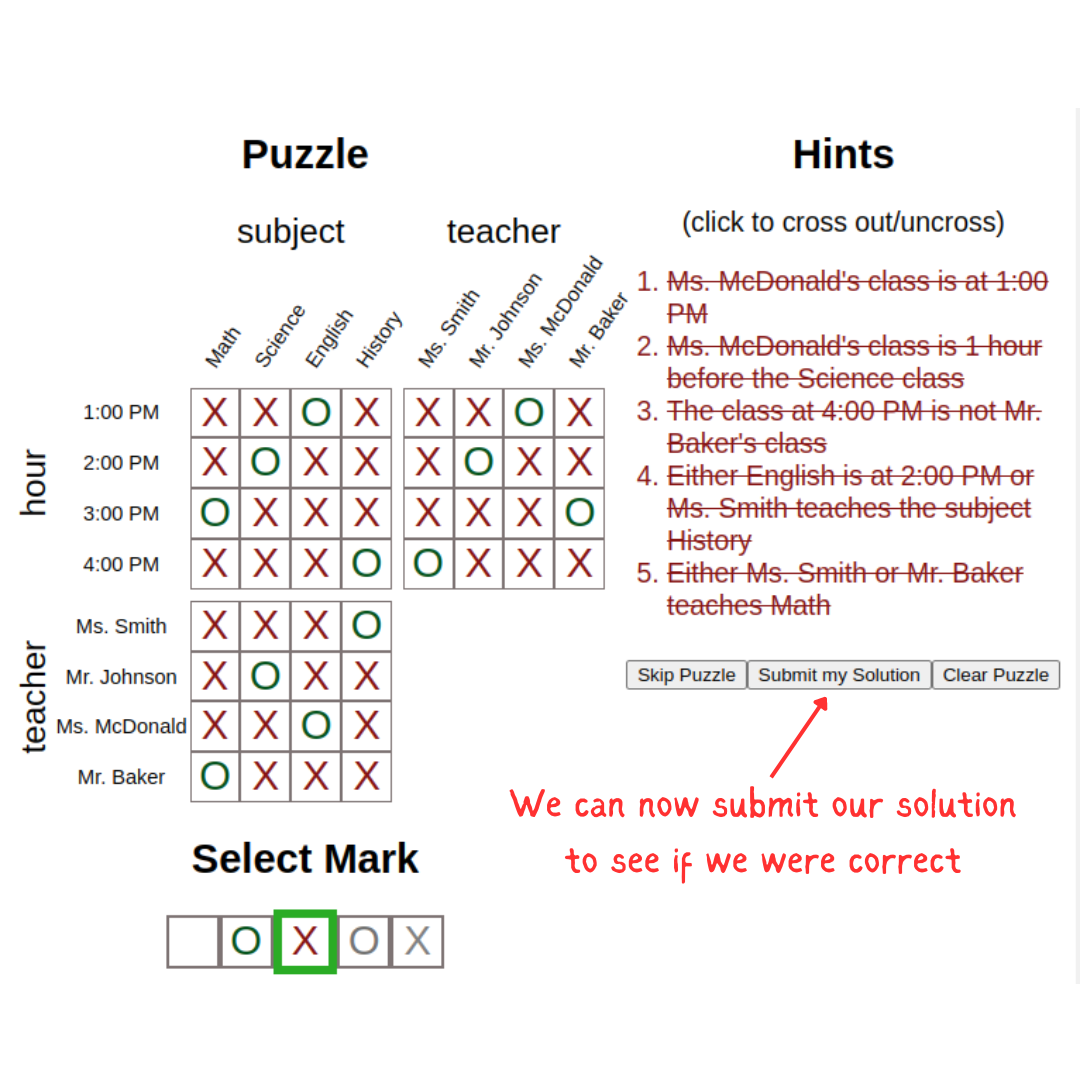 Puzzle
subject
teacher
Math
Science
English
History
Ms. Smith
Mr. Johnson
Ms. McDonald
Mr. Baker
hour
1:00 PM X X O X X X O X
2:00 PM X O X X X O X X
3:00 PM O X X X X X X O
4:00 PM X X X O O X X X
teacher
Ms. Smith X X X O
Mr. Johnson X O X X
Ms. McDonald X X O X
Mr. Baker O X X X
Select Mark
O X O X
Hints
(click to cross out/uncross)
1. Ms. McDonald's class is at 1:00
PM
2. Ms. McDonald's class is 1 hour
before the Science class
3. The class at 4:00 PM is not Mr.
Baker's class
4. Either English is at 2:00 PM or
Ms. Smith teaches the subject
History
5. Either Ms. Smith or Mr. Baker
teaches Math
Skip Puzzle
Submit my Solution
Clear Puzzle
We can now submit our solution
to see if we were correct